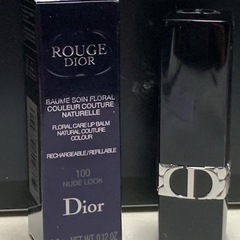 ROUGE
DIOR
BAUME SOIN FLORAL
COULEUR COUTURE
NATURELLE
FLORAL CARE LIP BALM
NATURAL COUTURE
COLOUR
RECHARGEABLE / REFILLABLE
100
NUDE LOOK
Dior
NET WT 0.12 OZ
CD